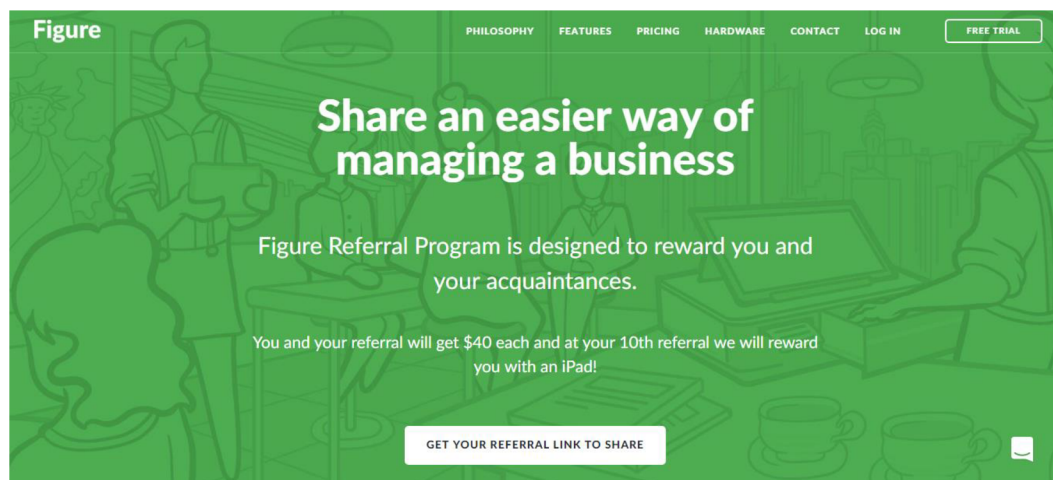 Figure
PHILOSOPHY FEATURES PRICING HARDWARE CONTACT LOG IN FREE TRIAL
Share an easier way of
managing a business
Figure Referral Program is designed to reward you and
your acquaintances.
You and your referral will get $40 each and at your 10th referral we will reward
you with an iPad!
GET YOUR REFERRAL LINK TO SHARE